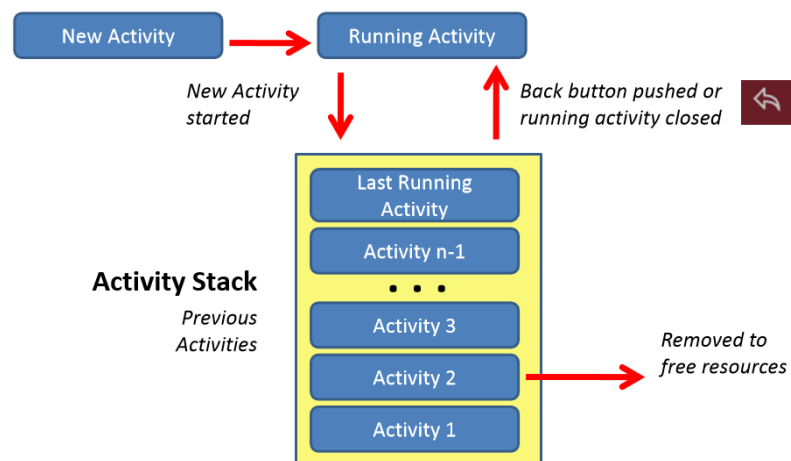 New Activity
Running Activity
New Activity
started
Back button pushed or
running activity closed
Last Running
Activity
Activity n-1
. . .
Activity Stack
Previous
Activities
Activity 3
Activity 2
Activity 1
Removed to
free resources